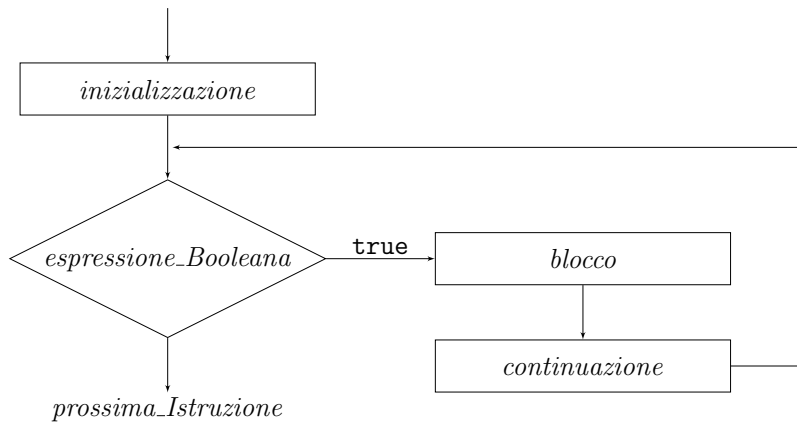 inizializzazione
espressione_Booleana
true
blocco
continuazione
prossima_Istruzione